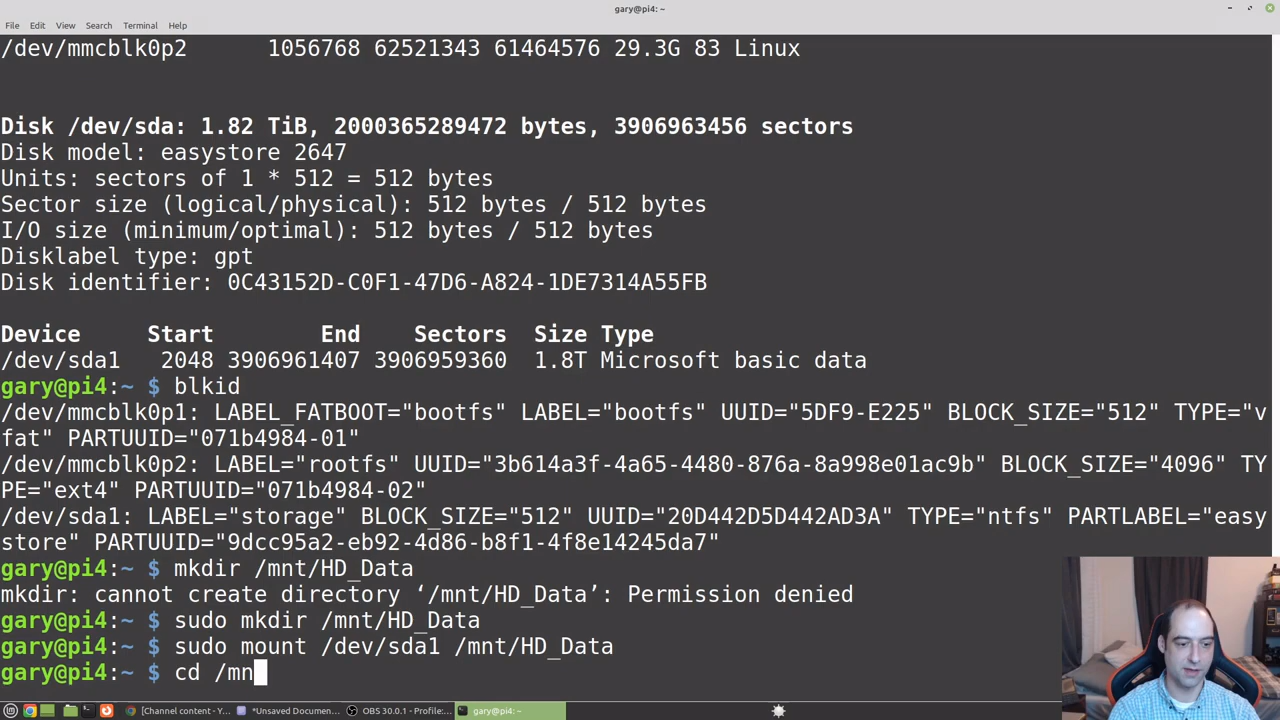 gary@pi4: ~
File Edit View Search Terminal Help
/dev/mmcblk0p2      1056768 62521343 61464576 29.3G 83 Linux
Disk /dev/sda: 1.82 TiB, 2000365289472 bytes, 3906963456 sectors
Disk model: easystore 2647
Units: sectors of 1 * 512 = 512 bytes
Sector size (logical/physical): 512 bytes / 512 bytes
I/O size (minimum/optimal): 512 bytes / 512 bytes
Disklabel type: gpt
Disk identifier: 0C43152D-C0F1-47D6-A824-1DE7314A55FB
Device     Start        End    Sectors  Size Type
/dev/sda1   2048 3906961407 3906959360  1.8T Microsoft basic data
gary@pi4:~ $ blkid
/dev/mmcblk0p1: LABEL_FATBOOT="bootfs" LABEL="bootfs" UUID="5DF9-E225" BLOCK_SIZE="512" TYPE="v
fat" PARTUUID="071b4984-01"
/dev/mmcblk0p2: LABEL="rootfs" UUID="3b614a3f-4a65-4480-876a-8a998e01ac9b" BLOCK_SIZE="4096" TY
PE="ext4" PARTUUID="071b4984-02"
/dev/sda1: LABEL="storage" BLOCK_SIZE="512" UUID="20D442D5D442AD3A" TYPE="ntfs" PARTLABEL="easy
store" PARTUUID="9dcc95a2-eb92-4d86-b8f1-4f8e14245da7"
gary@pi4:~ $ mkdir /mnt/HD_Data
mkdir: cannot create directory ‘/mnt/HD_Data’: Permission denied
gary@pi4:~ $ sudo mkdir /mnt/HD_Data
gary@pi4:~ $ sudo mount /dev/sda1 /mnt/HD_Data
gary@pi4:~ $ cd /mn
[Channel content - Y... *Unsaved Documen... OBS 30.0.1 - Profile:... gary@pi4: ~